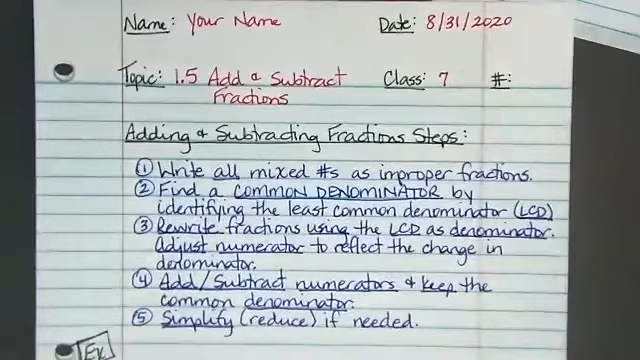 Name: Your Name Date: 8/31/2020
Topic: 1.5 Add & Subtract Class: 7 #:
Fractions
Adding & Subtracting Fractions Steps:
① Write all mixed #s as improper fractions.
② Find a COMMON DENOMINATOR by
identifying the least common denominator (LCD)
③ Rewrite fractions using the LCD as denominator.
Adjust numerator to reflect the change in
denominator.
④ Add/Subtract numerators & keep the
common denominator.
⑤ Simplify (reduce) if needed.
Ex